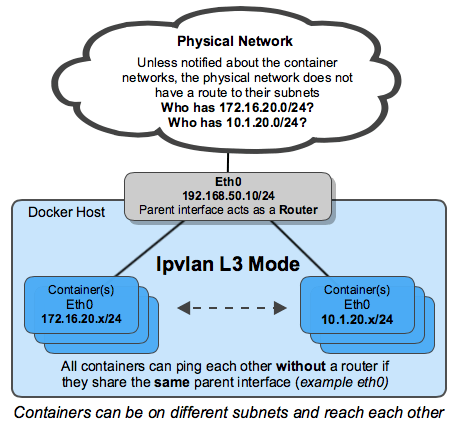 Physical Network
Unless notified about the container
networks, the physical network does not
have a route to their subnets
Who has 172.16.20.0/24?
Who has 10.1.20.0/24?
Eth0
192.168.50.10/24
Parent interface acts as a Router
Docker Host
Ipvlan L3 Mode
Container(s)
Eth0
172.16.20.x/24
Container(s)
Eth0
10.1.20.x/24
All containers can ping each other without a router if
they share the same parent interface (example eth0)
Containers can be on different subnets and reach each other